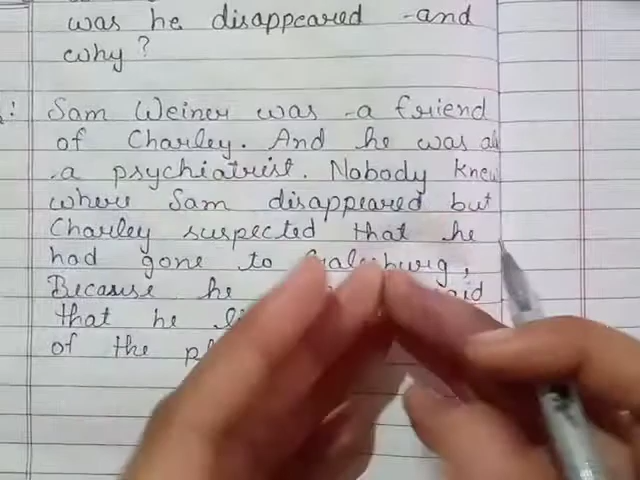 was he disappeared and
why?
: Sam Weiner was a friend
of Charley. And he was al
a psychiatrist. Nobody knew
where Sam disappeared but
Charley suspected that he
had gone to
Because he
that he
of the